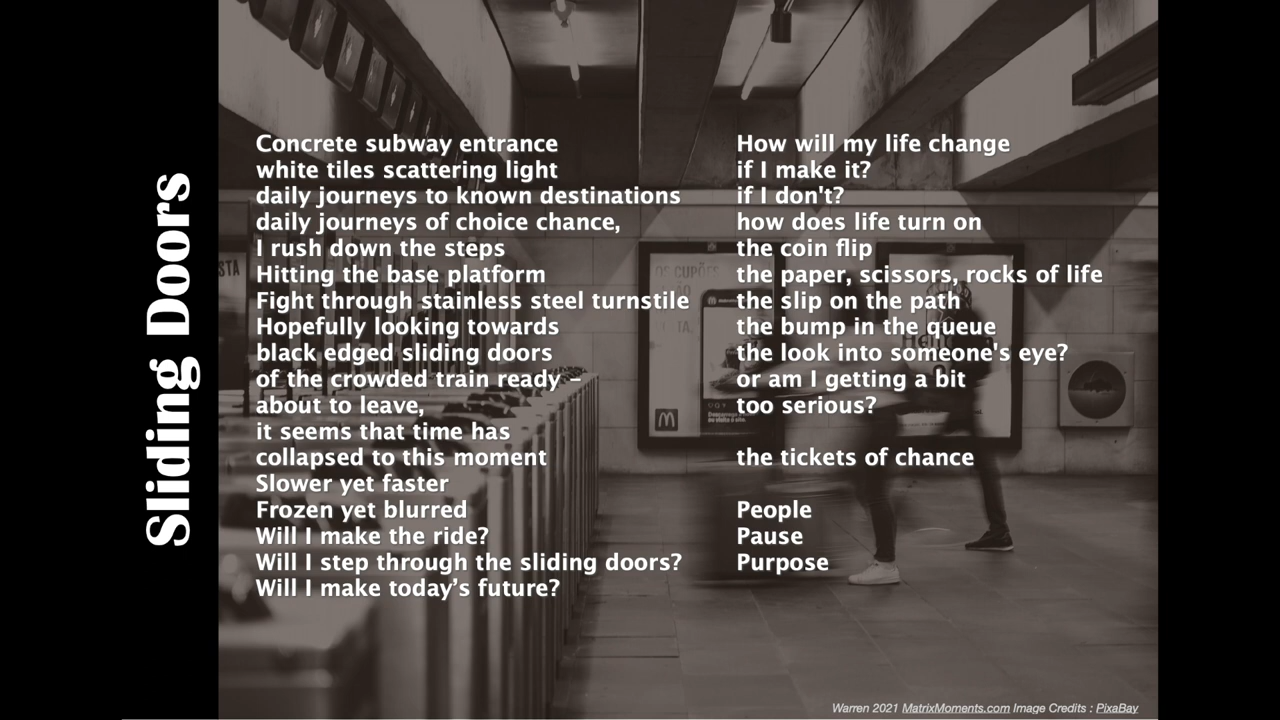 Sliding Doors
Concrete subway entrance
white tiles scattering light
daily journeys to known destinations
daily journeys of choice chance,
I rush down the steps
Hitting the base platform
Fight through stainless steel turnstile
Hopefully looking towards
black edged sliding doors
of the crowded train ready –
about to leave,
it seems that time has
collapsed to this moment
Slower yet faster
Frozen yet blurred
Will I make the ride?
Will I step through the sliding doors?
Will I make today’s future?
How will my life change
if I make it?
if I don't?
how does life turn on
the coin flip
the paper, scissors, rocks of life
the slip on the path
the bump in the queue
the look into someone's eye?
or am I getting a bit
too serious?
the tickets of chance
People
Pause
Purpose
OS CUPÕES
Warren 2021 MatrixMoments.com Image Credits : PixaBay